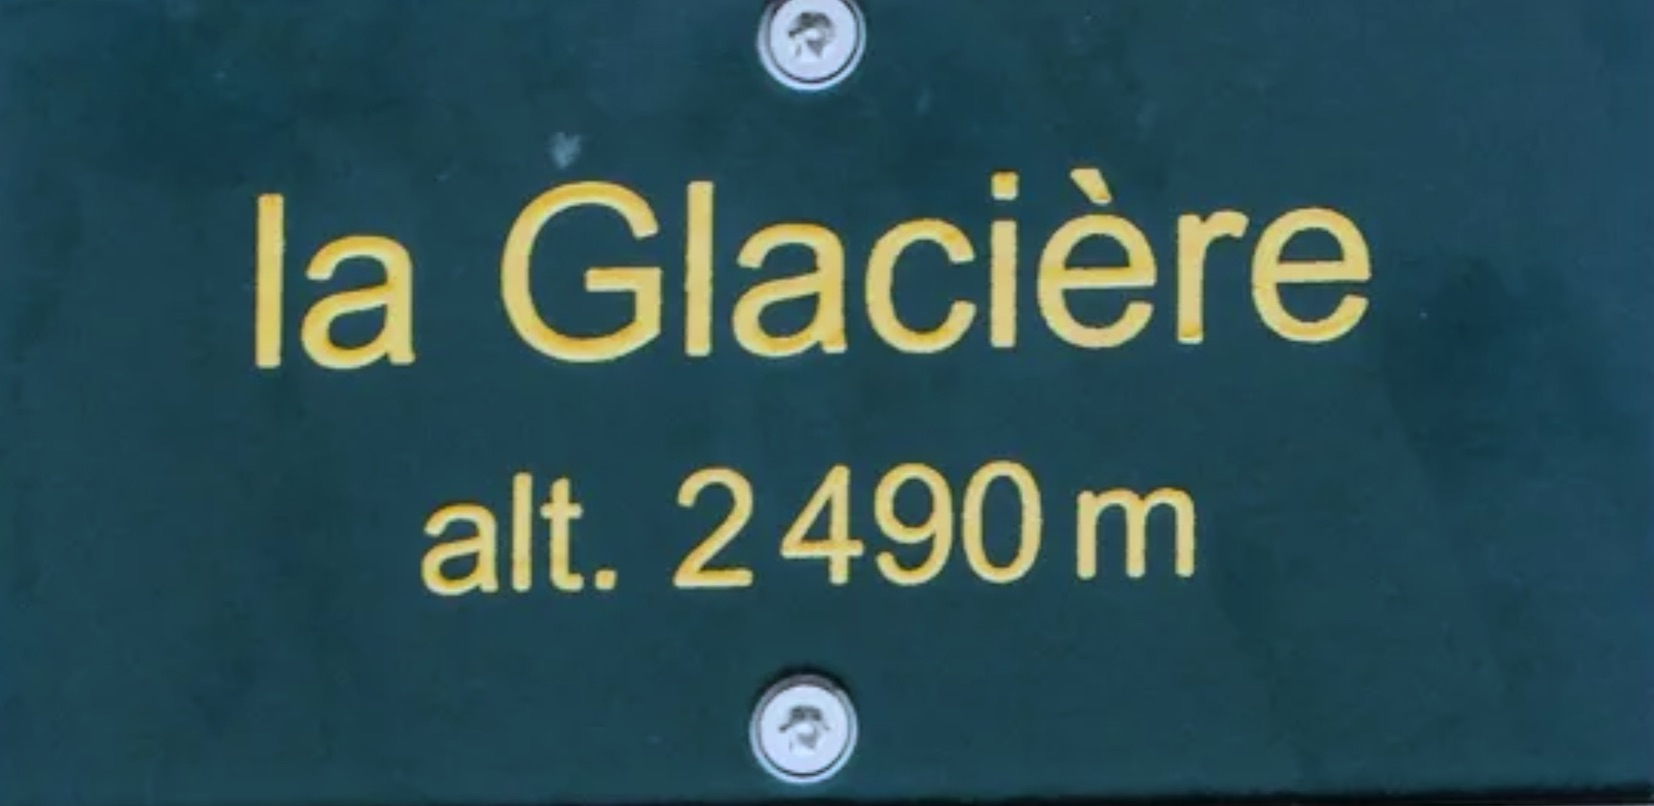 la Glacière
alt. 2 490 m